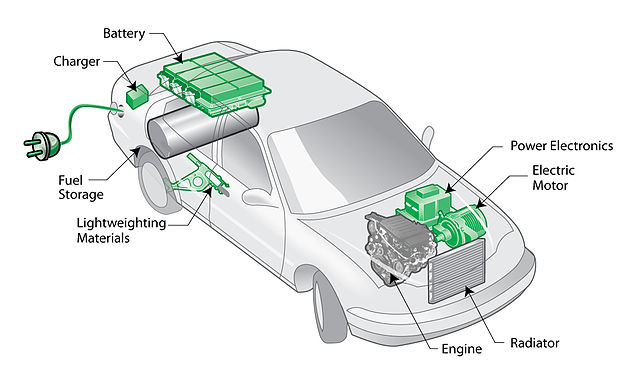 Battery
Charger
Power Electronics
Electric
Motor
Fuel
Storage
Lightweighting
Materials
Engine
Radiator